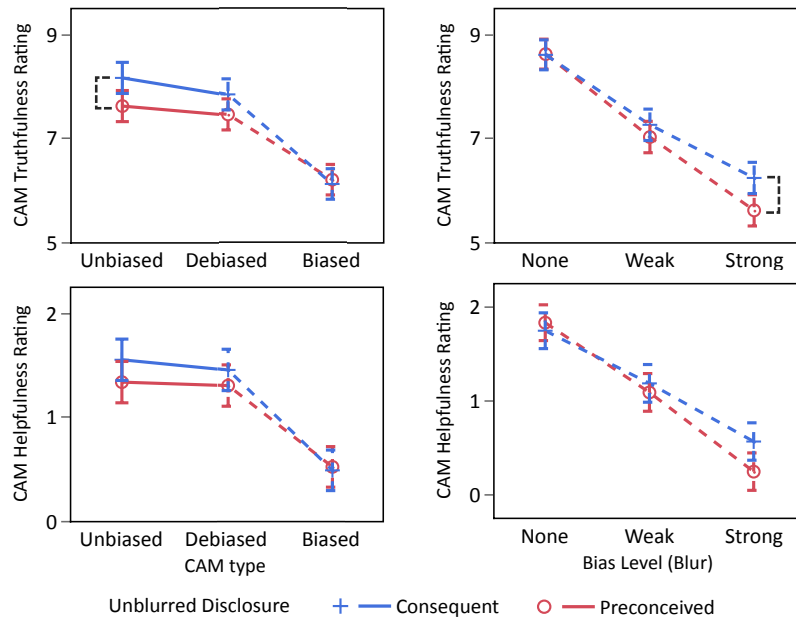 CAM Truthfulness Rating
9
7
5
Unbiased Debiased Biased
CAM Truthfulness Rating
9
7
5
None Weak Strong
CAM Helpfulness Rating
2
1
0
Unbiased Debiased Biased
CAM type
CAM Helpfulness Rating
2
1
0
None Weak Strong
Bias Level (Blur)
Unblurred Disclosure Consequent Preconceived